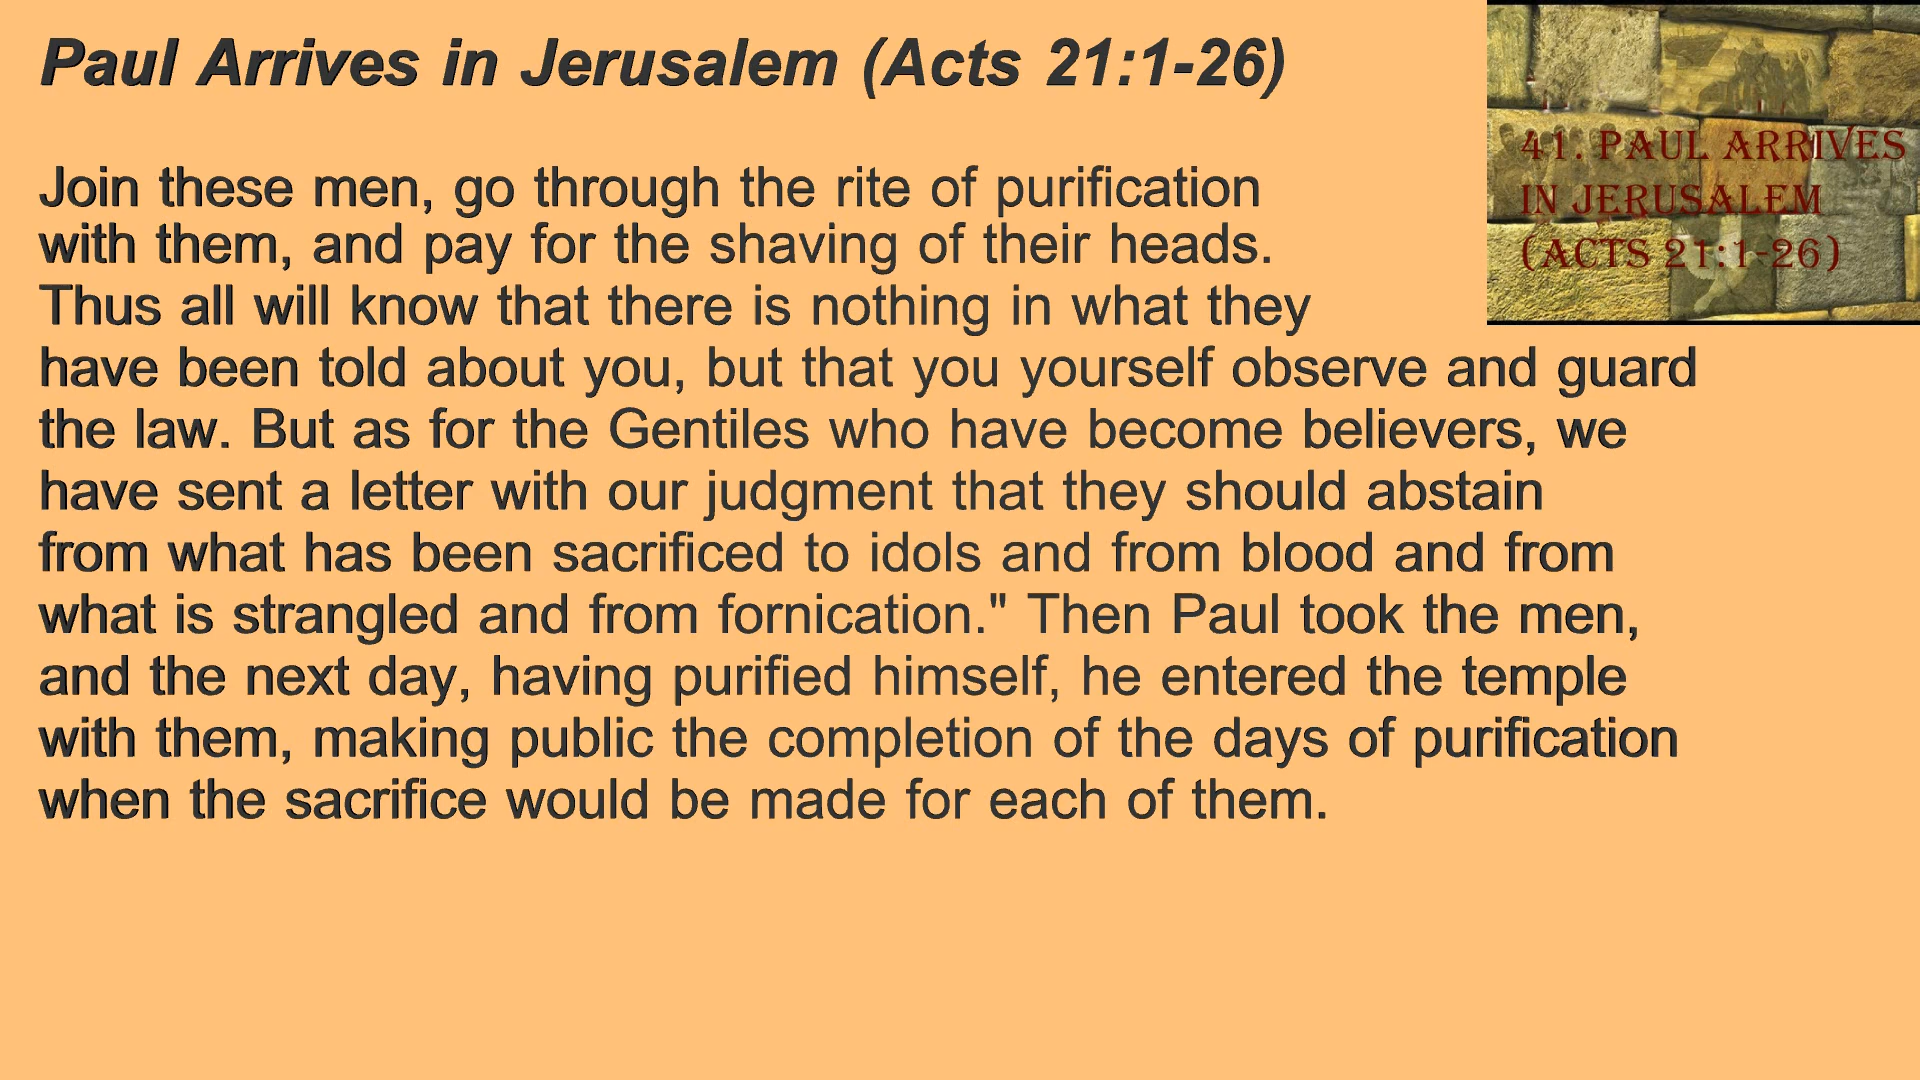 Paul Arrives in Jerusalem (Acts 21:1-26)
41. PAUL ARRIVES
IN JERUSALEM
(ACTS 21:1-26)
Join these men, go through the rite of purification
with them, and pay for the shaving of their heads.
Thus all will know that there is nothing in what they
have been told about you, but that you yourself observe and guard
the law. But as for the Gentiles who have become believers, we
have sent a letter with our judgment that they should abstain
from what has been sacrificed to idols and from blood and from
what is strangled and from fornication." Then Paul took the men,
and the next day, having purified himself, he entered the temple
with them, making public the completion of the days of purification
when the sacrifice would be made for each of them.